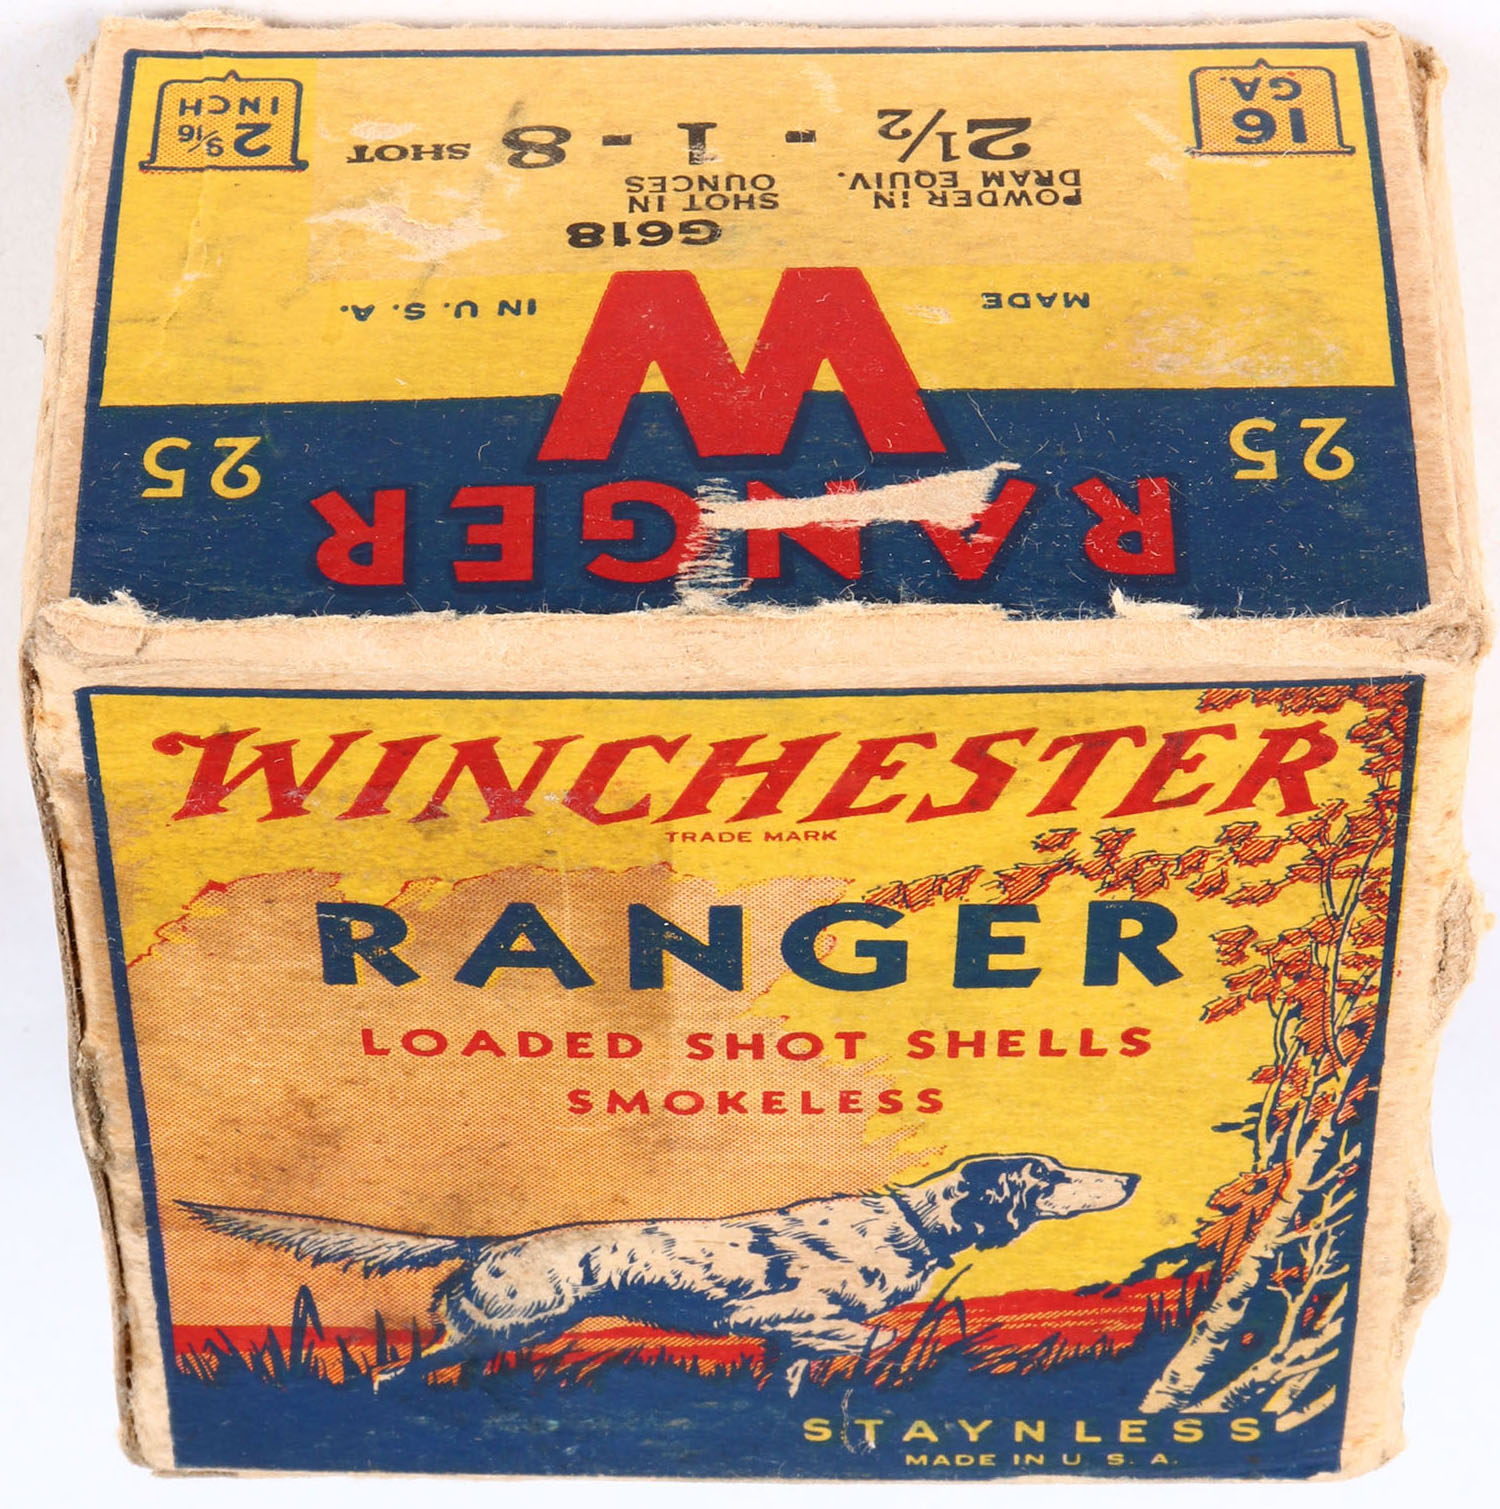 WINCHESTER
TRADE MARK
RANGER
LOADED SHOT SHELLS
SMOKELESS
STAYNLESS
MADE IN U. S. A.
25 RANGER 25
W
MADE IN U. S. A.
G618
POWDER IN DRAM EQUIV. SHOT IN OUNCES
2 1/2 - 1 - 8 SHOT
16 GA.
2 9/16 INCH